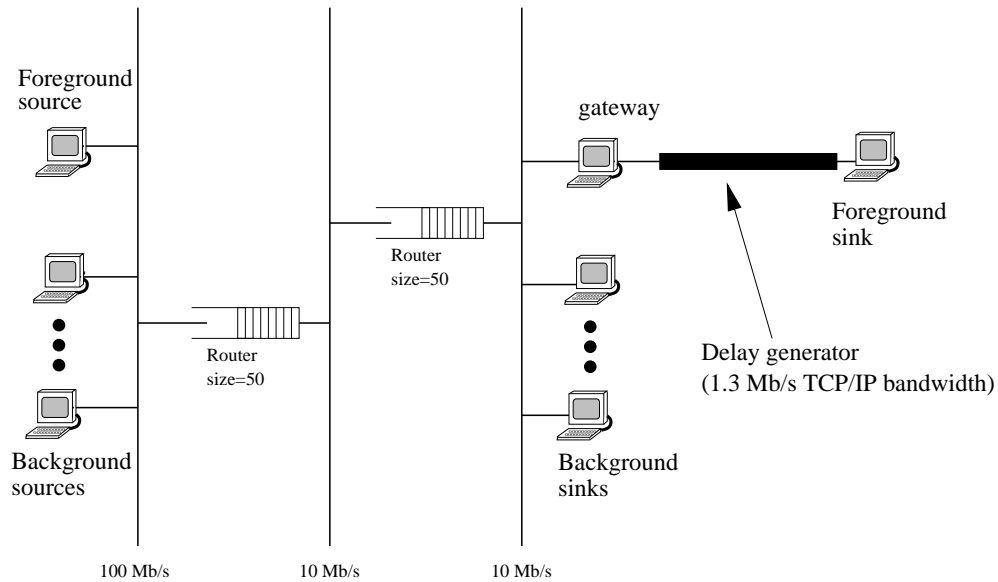 Foreground
source
gateway
Foreground
sink
Router
size=50
Router
size=50
Delay generator
(1.3 Mb/s TCP/IP bandwidth)
Background
sources
Background
sinks
100 Mb/s
10 Mb/s
10 Mb/s